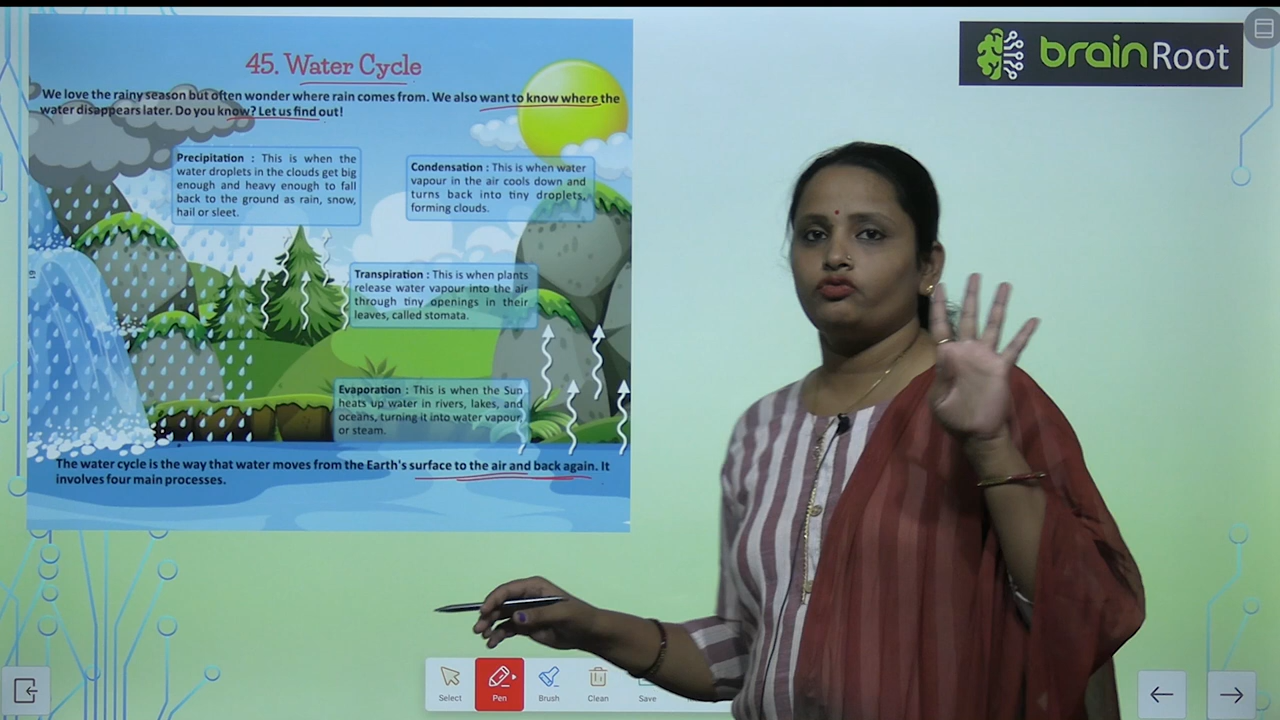 brainRoot
45. Water Cycle
We love the rainy season but often wonder where rain comes from. We also want to know where the
water disappears later. Do you know? Let us find out!
Precipitation : This is when the
water droplets in the clouds get big
enough and heavy enough to fall
back to the ground as rain, snow,
hail or sleet.
Condensation : This is when water
vapour in the air cools down and
turns back into tiny droplets,
forming clouds.
Transpiration : This is when plants
release water vapour into the air
through tiny openings in their
leaves, called stomata.
Evaporation : This is when the Sun
heats up water in rivers, lakes, and
oceans, turning it into water vapour,
or steam.
The water cycle is the way that water moves from the Earth's surface to the air and back again. It
involves four main processes.
61
Select Pen Brush Clean Save